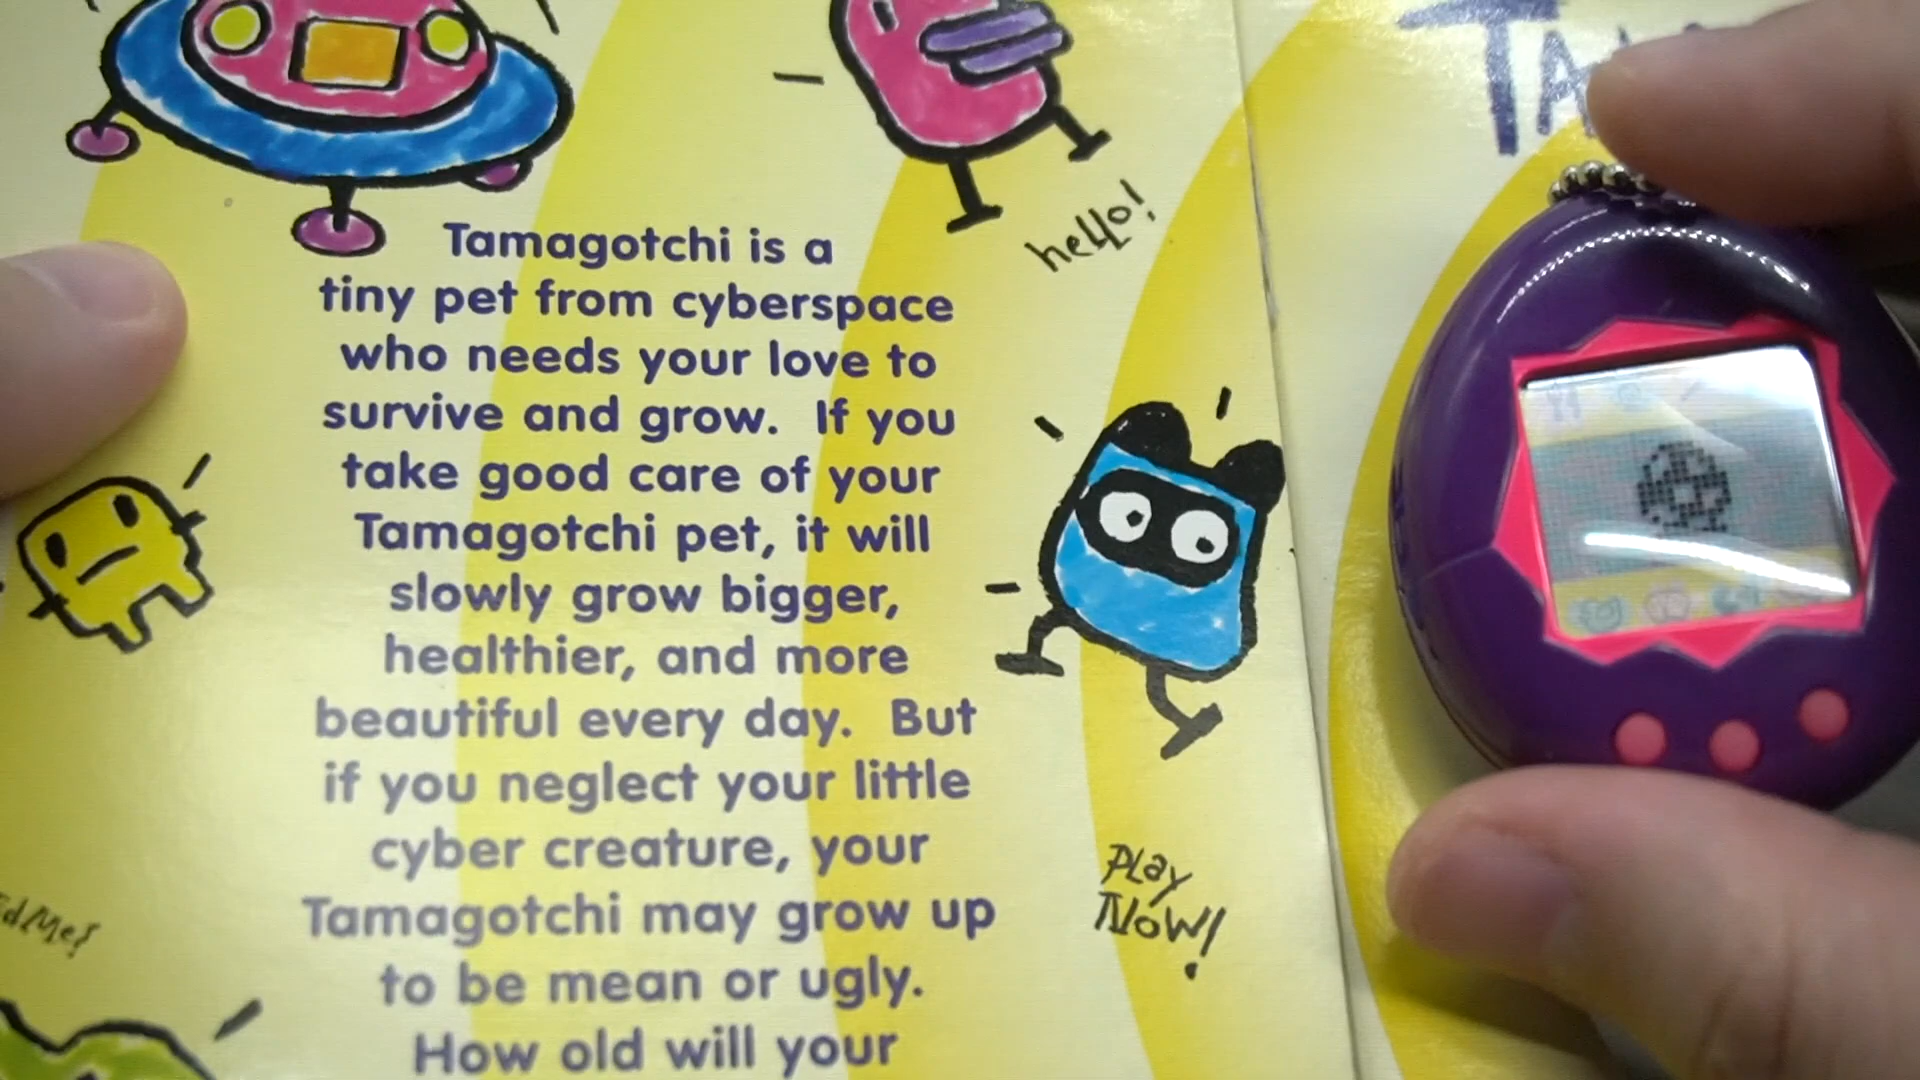 hello!
Tamagotchi is a
tiny pet from cyberspace
who needs your love to
survive and grow. If you
take good care of your
Tamagotchi pet, it will
slowly grow bigger,
healthier, and more
beautiful every day. But
if you neglect your little
cyber creature, your
Tamagotchi may grow up
to be mean or ugly.
How old will your
PLay
NoW!